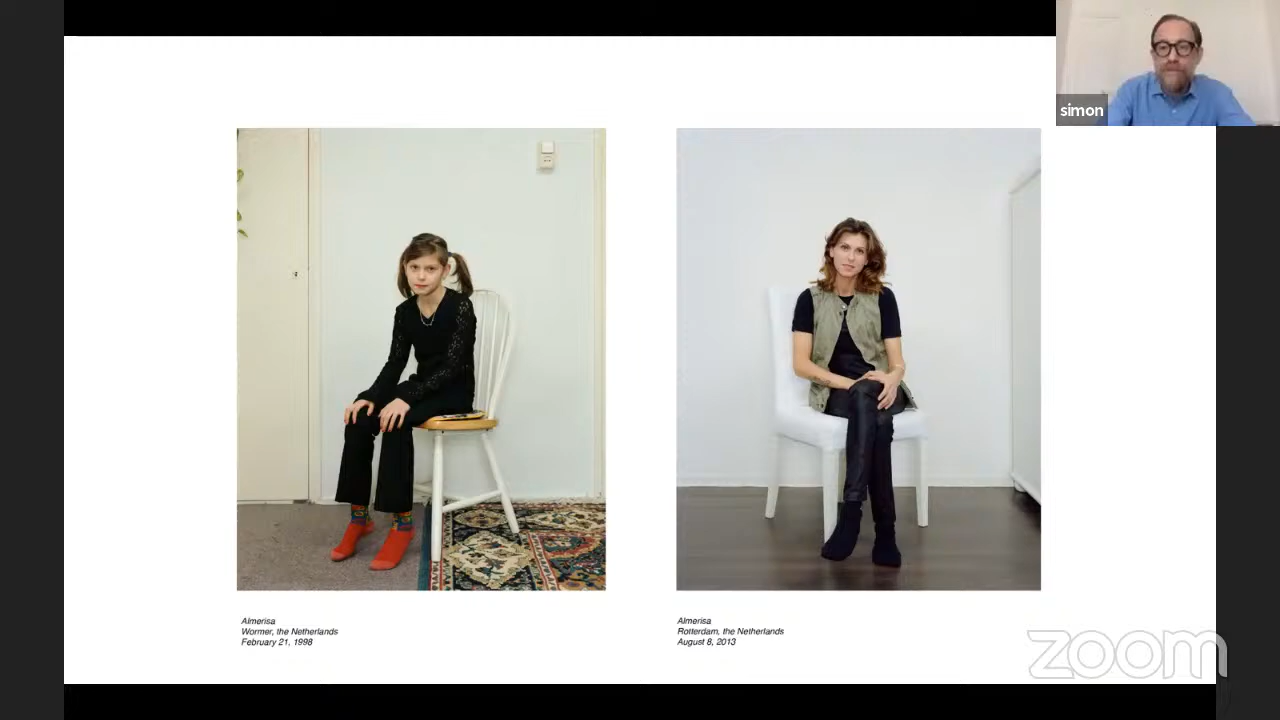 simon
Almerisa
Wormer, the Netherlands
February 21, 1998
Almerisa
Rotterdam, the Netherlands
August 8, 2013
zoom